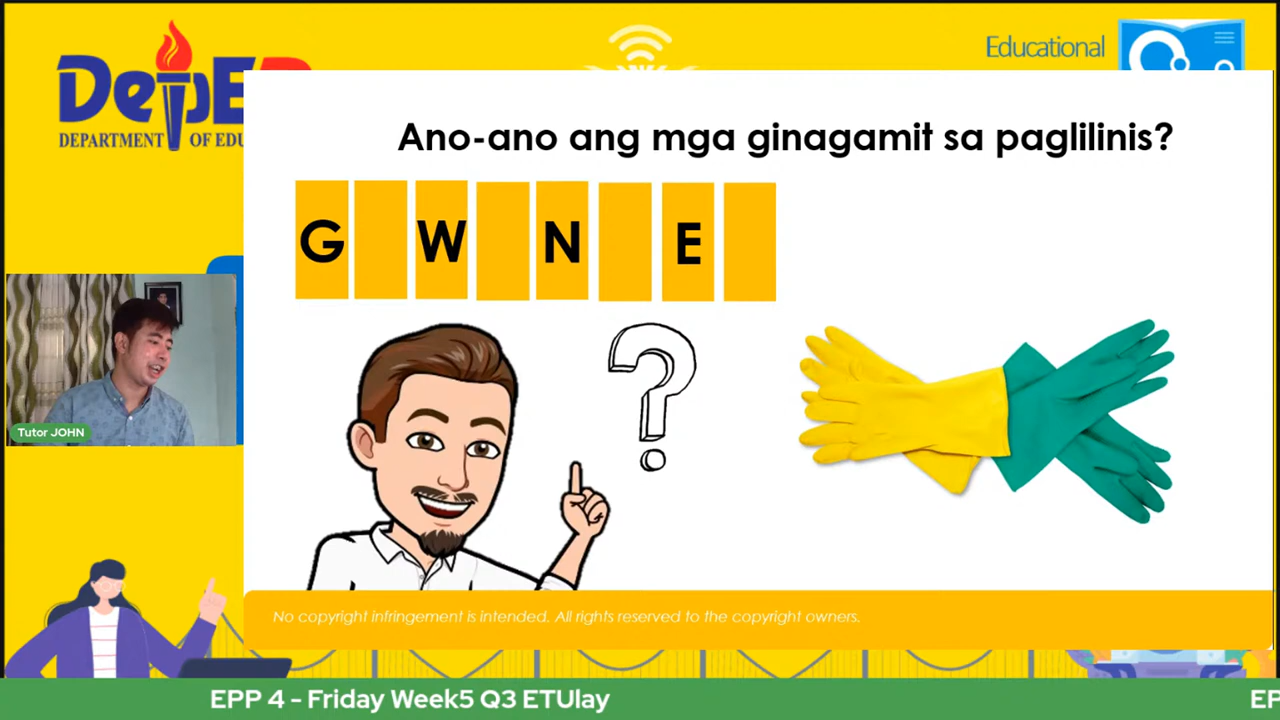 DepED
DEPARTMENT OF EDU
Educational
Ano-ano ang mga ginagamit sa paglilinis?
G W N E
Tutor JOHN
No copyright infringement is intended. All rights reserved to the copyright owners.
EPP 4 - Friday Week5 Q3 ETUlay
EP